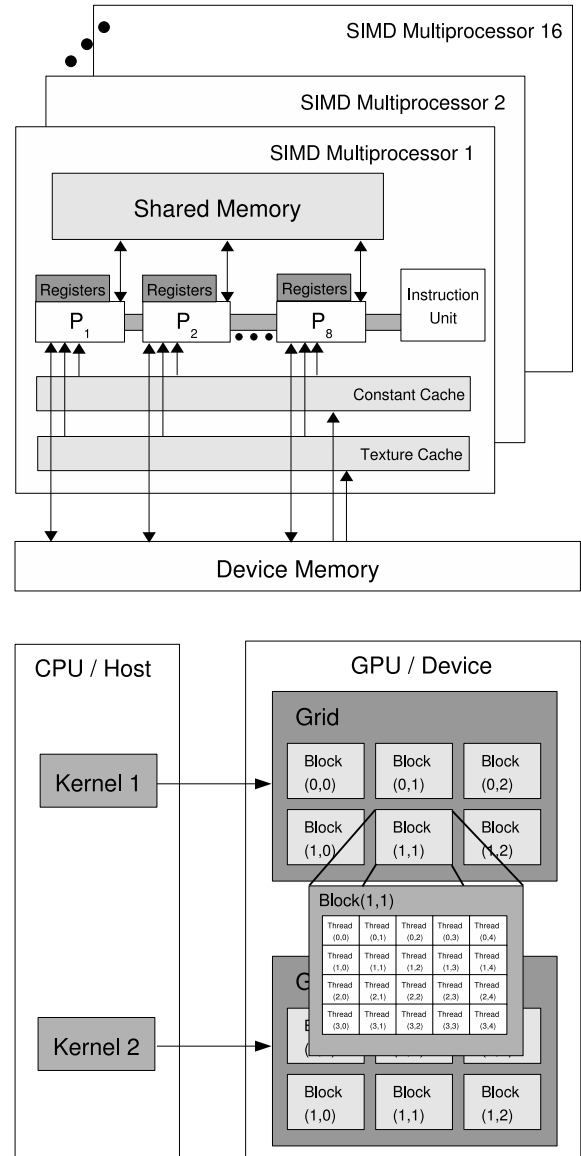 SIMD Multiprocessor 16
SIMD Multiprocessor 2
SIMD Multiprocessor 1
Shared Memory
Registers
Registers
Registers
P1
P2
P8
Instruction
Unit
Constant Cache
Texture Cache
Device Memory
CPU / Host
GPU / Device
Grid
Kernel 1
Block
(0,0)
Block
(0,1)
Block
(0,2)
Block
(1,0)
Block
(1,1)
Block
(1,2)
Block(1,1)
Thread
(0,0)
Thread
(0,1)
Thread
(0,2)
Thread
(0,3)
Thread
(0,4)
Thread
(1,0)
Thread
(1,1)
Thread
(1,2)
Thread
(1,3)
Thread
(1,4)
Thread
(2,0)
Thread
(2,1)
Thread
(2,2)
Thread
(2,3)
Thread
(2,4)
Thread
(3,0)
Thread
(3,1)
Thread
(3,2)
Thread
(3,3)
Thread
(3,4)
Kernel 2
Block
(1,0)
Block
(1,1)
Block
(1,2)